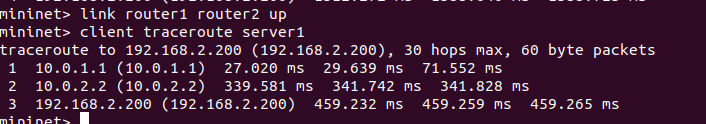 mininet> link router1 router2 up
mininet> client traceroute server1
traceroute to 192.168.2.200 (192.168.2.200), 30 hops max, 60 byte packets
 1  10.0.1.1 (10.0.1.1)  27.020 ms  29.639 ms  71.552 ms
 2  10.0.2.2 (10.0.2.2)  339.581 ms  341.742 ms  341.828 ms
 3  192.168.2.200 (192.168.2.200)  459.232 ms  459.259 ms  459.265 ms
mininet>